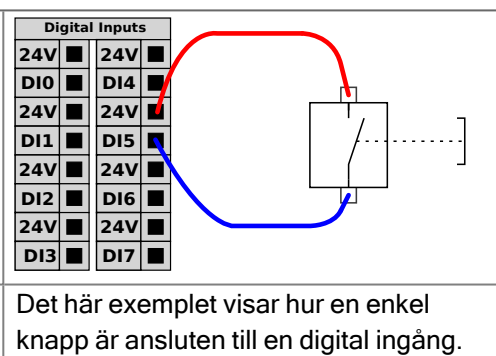 Digital Inputs
24V 24V
DI0 DI4
24V 24V
DI1 DI5
24V 24V
DI2 DI6
24V 24V
DI3 DI7
Det här exemplet visar hur en enkel
knapp är ansluten till en digital ingång.